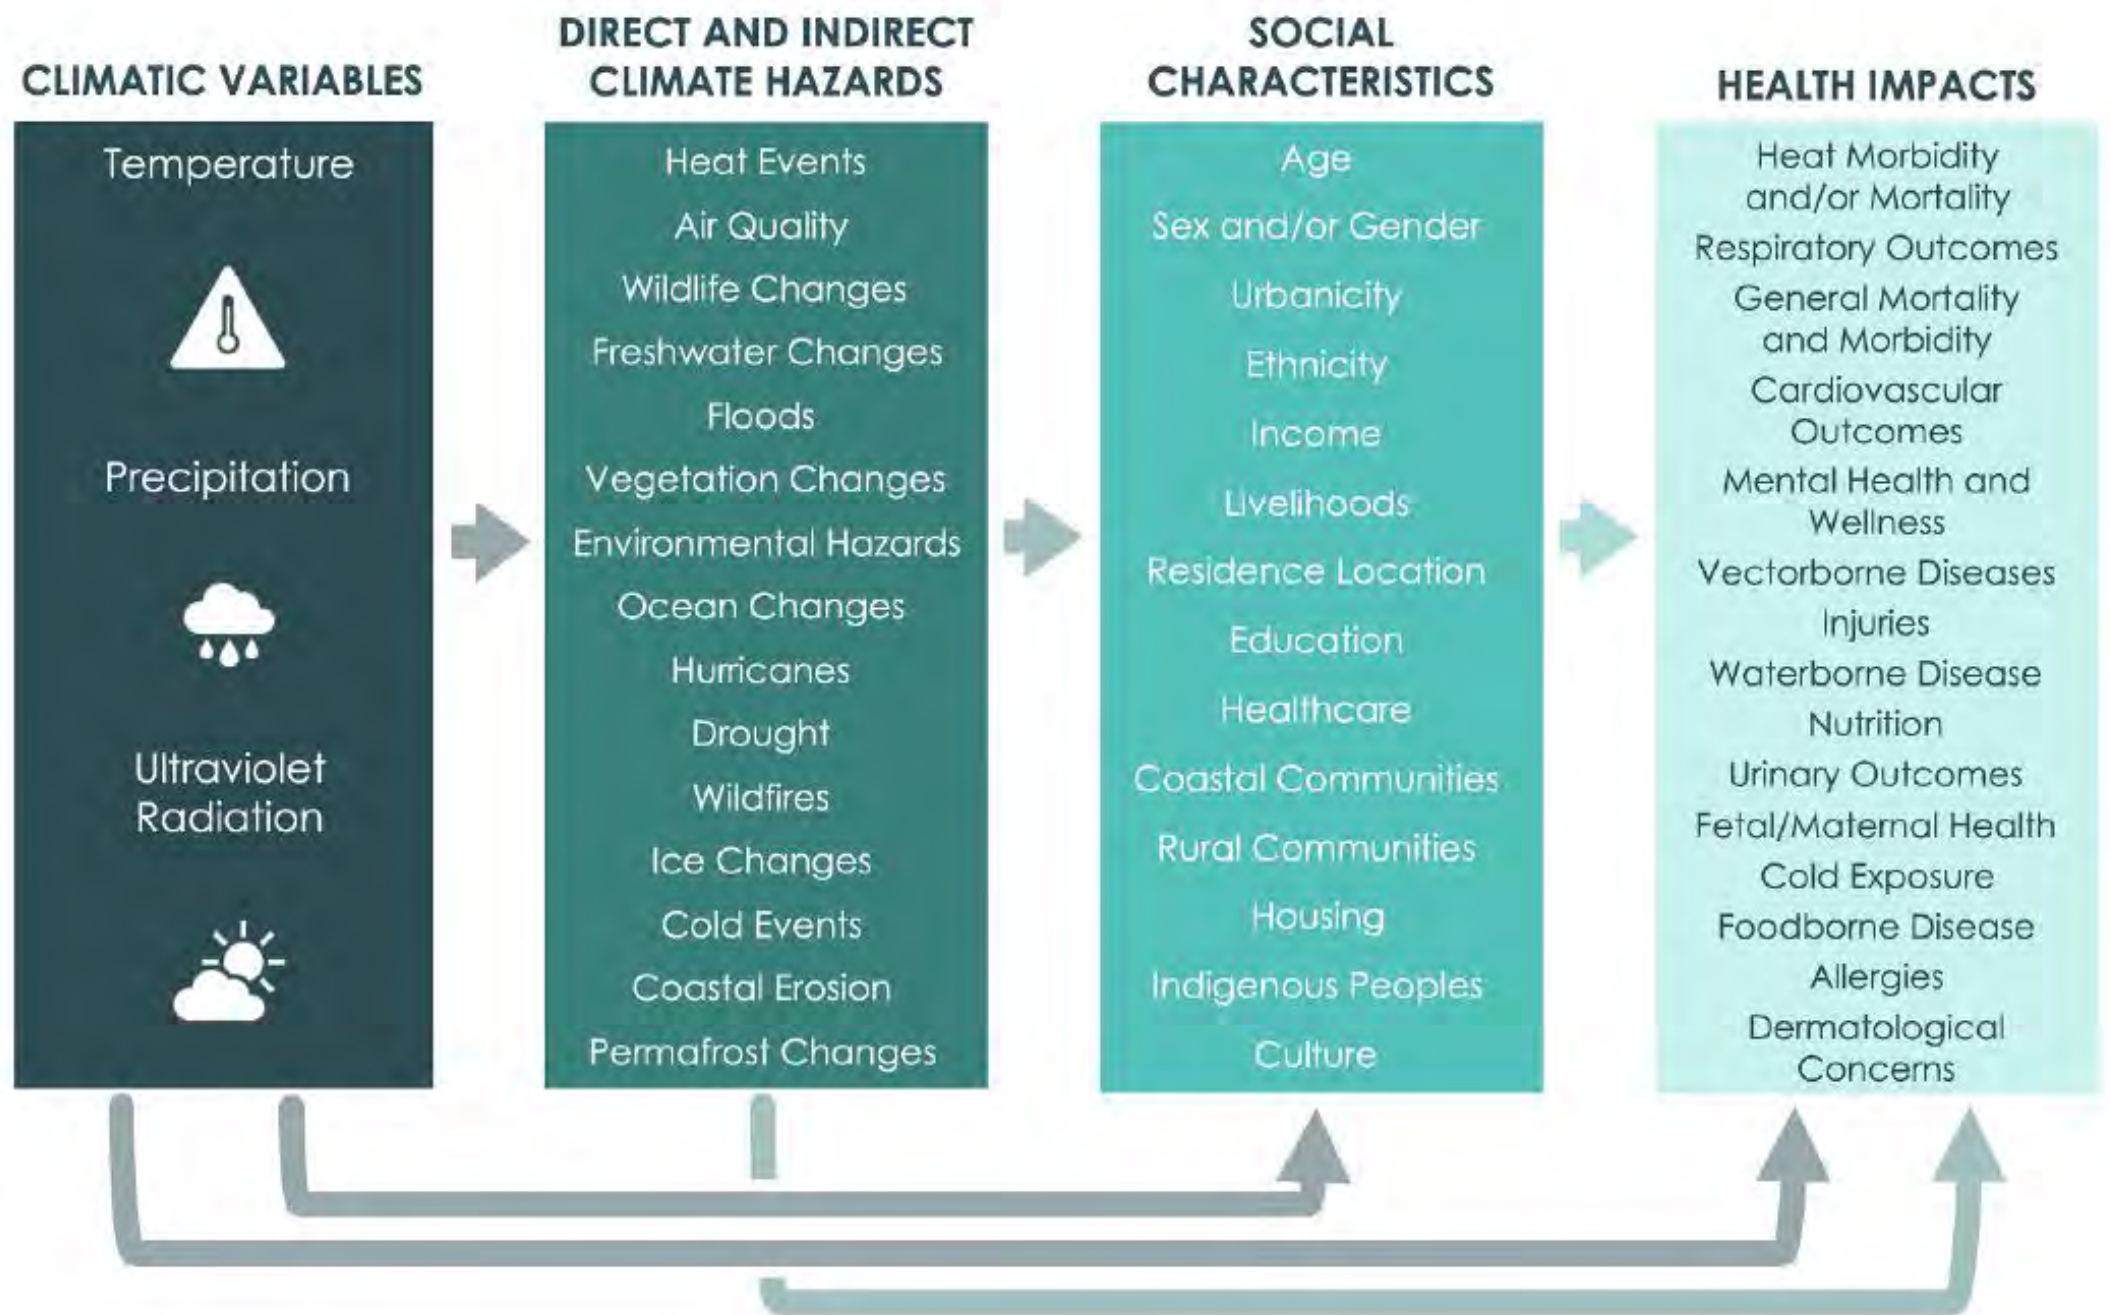 CLIMATIC VARIABLES
Temperature
Precipitation
Ultraviolet
Radiation
DIRECT AND INDIRECT
CLIMATE HAZARDS
Heat Events
Air Quality
Wildlife Changes
Freshwater Changes
Floods
Vegetation Changes
Environmental Hazards
Ocean Changes
Hurricanes
Drought
Wildfires
Ice Changes
Cold Events
Coastal Erosion
Permafrost Changes
SOCIAL
CHARACTERISTICS
Age
Sex and/or Gender
Urbanicity
Ethnicity
Income
Livelihoods
Residence Location
Education
Healthcare
Coastal Communities
Rural Communities
Housing
Indigenous Peoples
Culture
HEALTH IMPACTS
Heat Morbidity
and/or Mortality
Respiratory Outcomes
General Mortality
and Morbidity
Cardiovascular
Outcomes
Mental Health and
Wellness
Vectorborne Diseases
Injuries
Waterborne Disease
Nutrition
Urinary Outcomes
Fetal/Maternal Health
Cold Exposure
Foodborne Disease
Allergies
Dermatological
Concerns